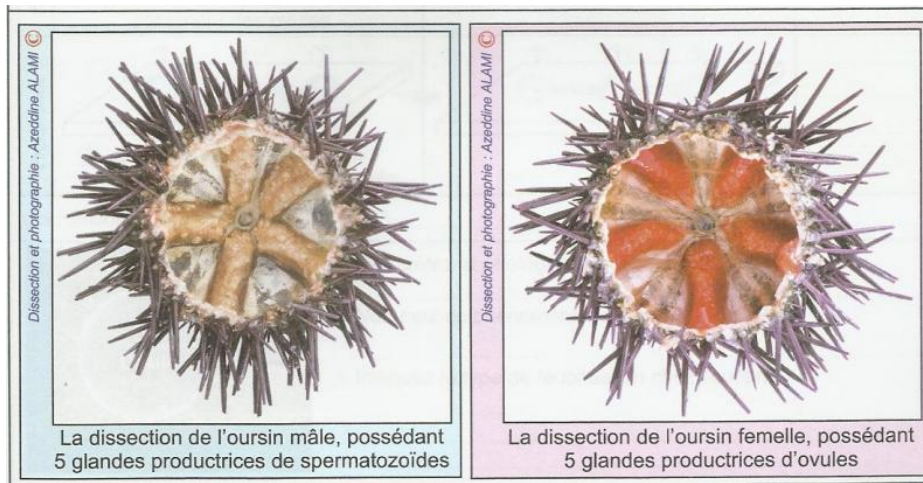 Dissection et photographie : Azeddine ALAMI ©
La dissection de l'oursin mâle, possédant
5 glandes productrices de spermatozoïdes
Dissection et photographie : Azeddine ALAMI ©
La dissection de l'oursin femelle, possédant
5 glandes productrices d'ovules